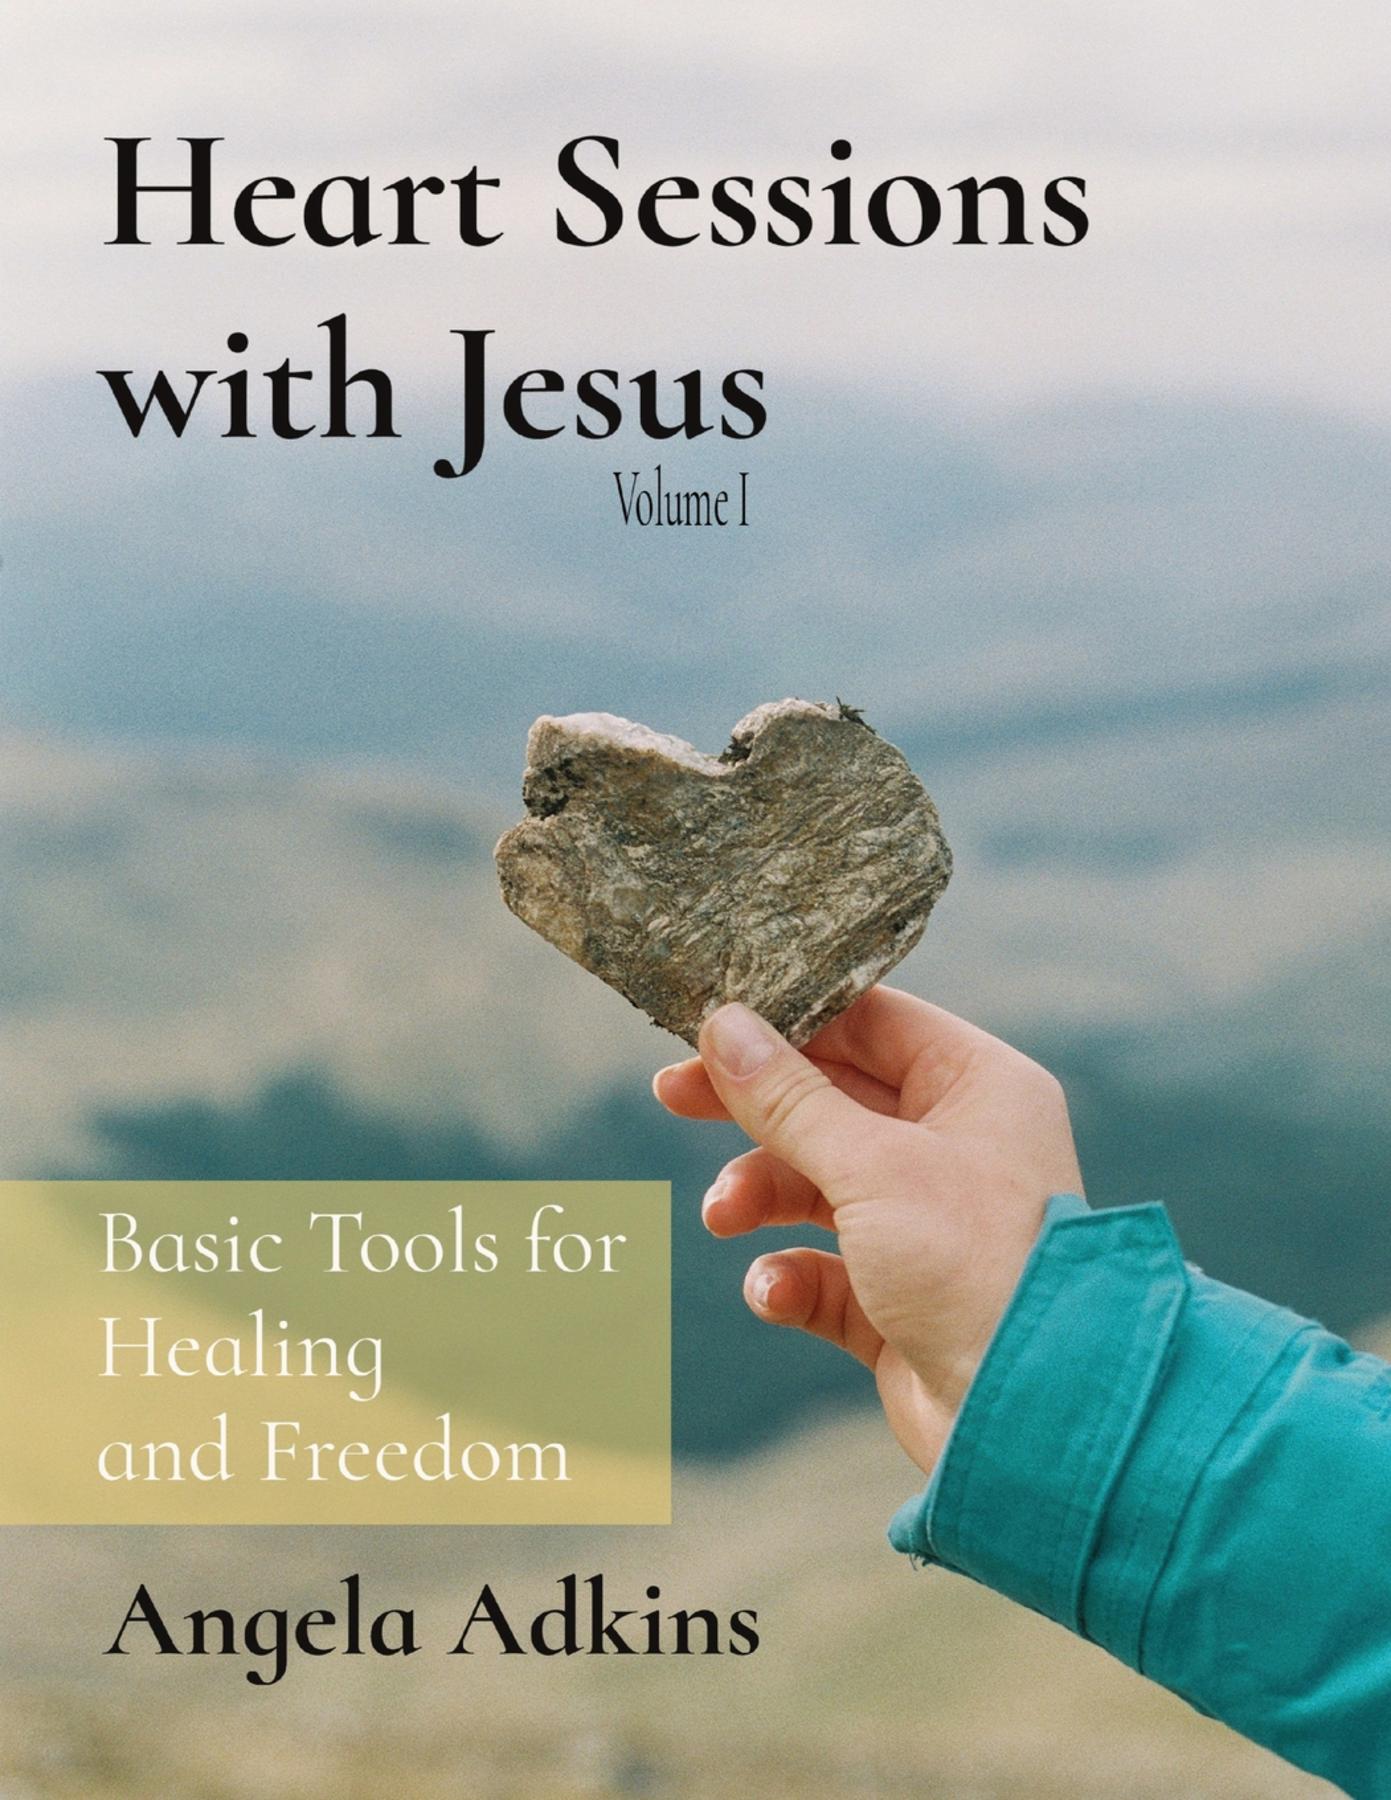 Heart Sessions
with Jesus
Volume I
Basic Tools for
Healing
and Freedom
Angela Adkins